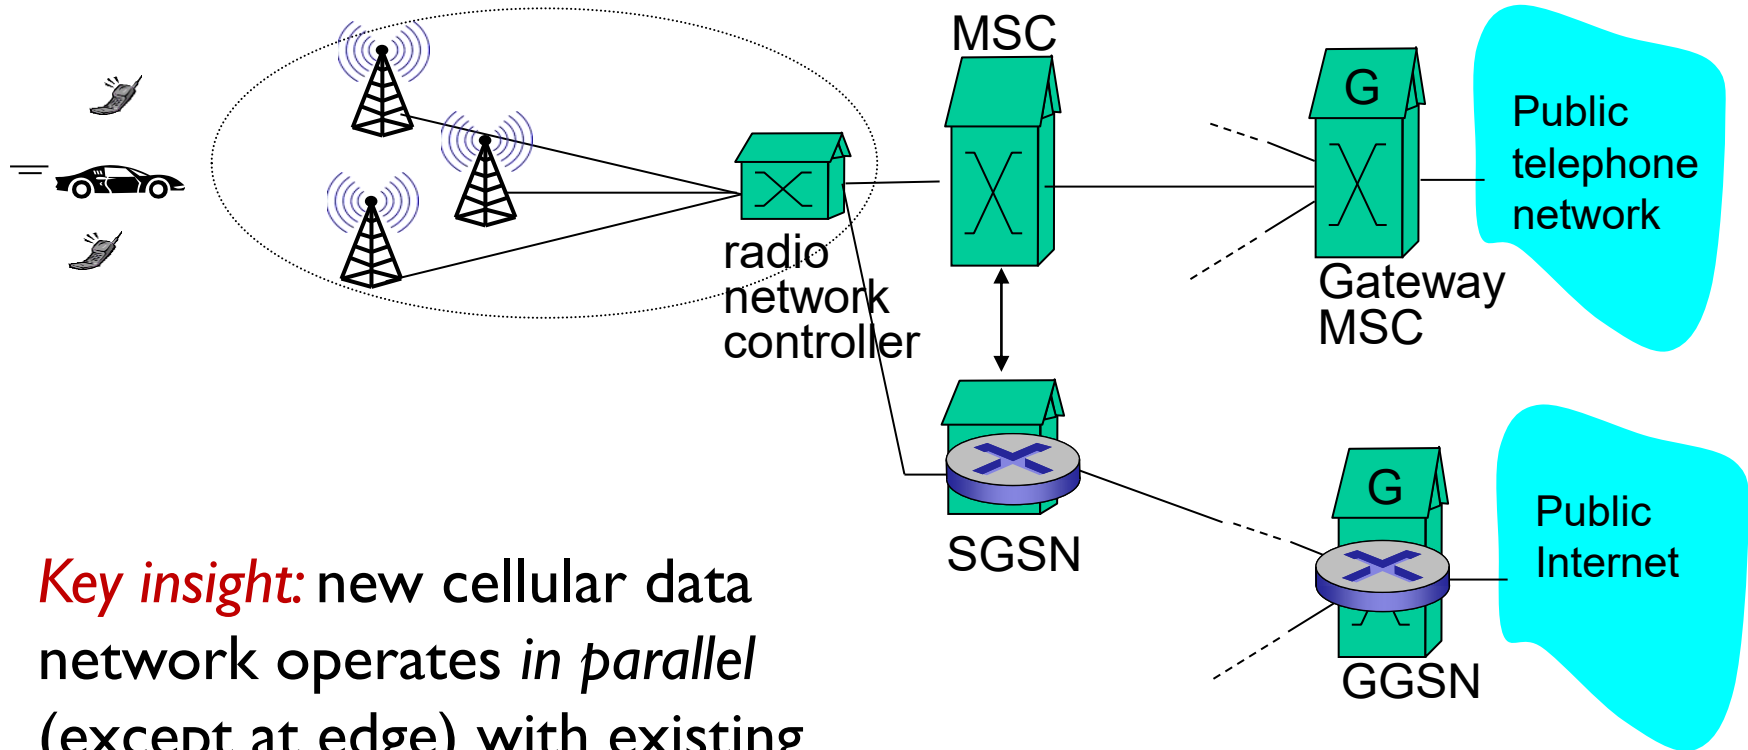 MSC
G
Public
telephone
network
radio
network
controller
Gateway
MSC
SGSN
G
Public
Internet
GGSN
Key insight: new cellular data
network operates in parallel
(except at edge) with existing